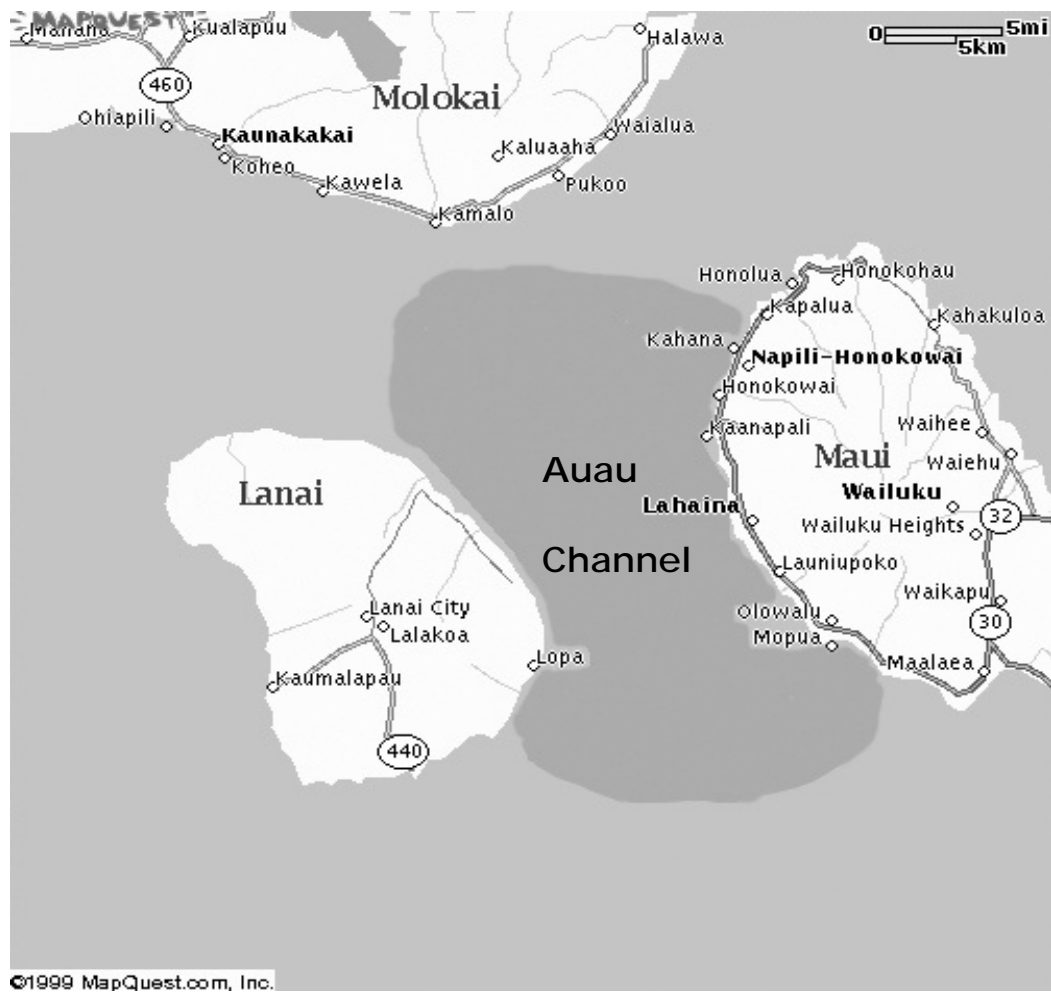 MAPQUEST
Manana
Kualapuu
Halawa
0 5mi
5km
460
Molokai
Ohiapili
Kaunakakai
Waialua
Kaluaaha
Koheo
Kawela
Pukoo
Kamalo
Honolua
Honokohau
Kapalua
Kahakuloa
Kahana
Napili-Honokowai
Honokowai
Kaanapali
Waihee
Maui
Waiehu
Auau
Lanai
Wailuku
Lahaina
32
Wailuku Heights
Channel
Launiupoko
Waikapu
Lanai City
Olowalu
30
Lalakoa
Mopua
Lopa
Maalaea
Kaumalapau
440
©1999 MapQuest.com, Inc.